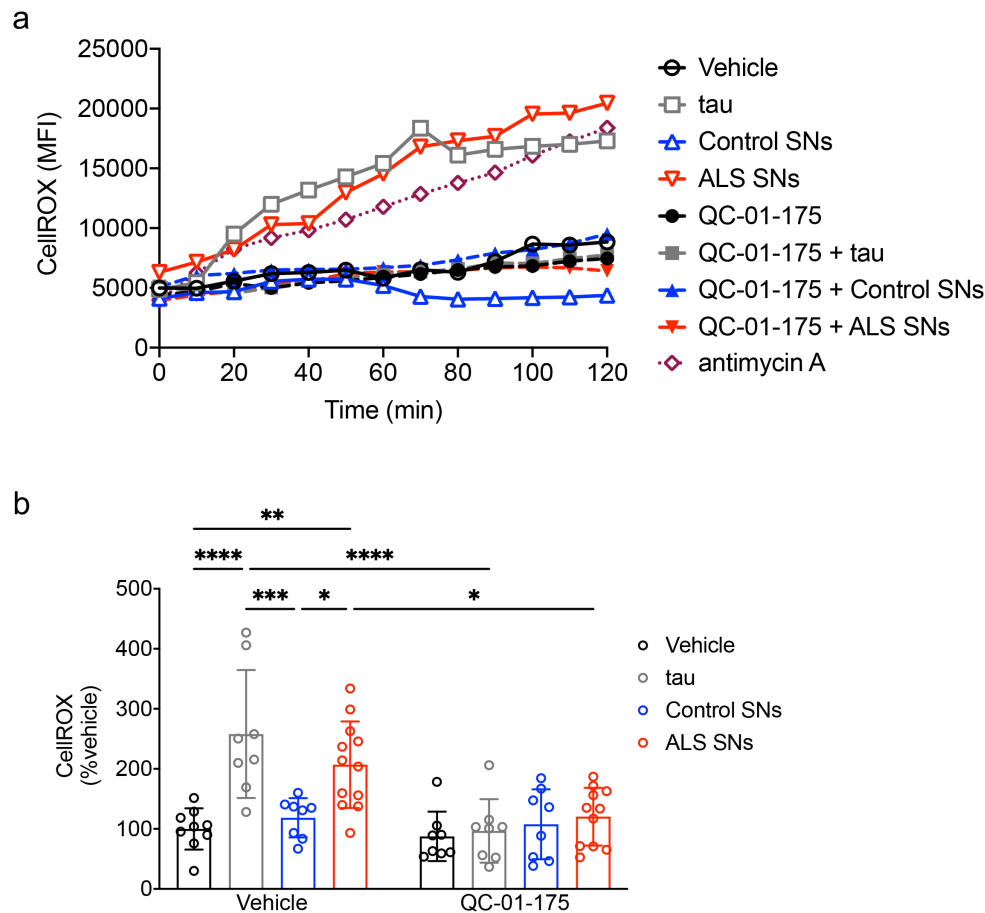 a
25000
20000
15000
10000
5000
0
CellROX (MFI)
0 20 40 60 80 100 120
Time (min)
Vehicle
tau
Control SNs
ALS SNs
QC-01-175
QC-01-175 + tau
QC-01-175 + Control SNs
QC-01-175 + ALS SNs
antimycin A
b
**
**** ****
*** * *
500
400
300
200
100
0
CellROX
(%vehicle)
Vehicle QC-01-175
Vehicle
tau
Control SNs
ALS SNs